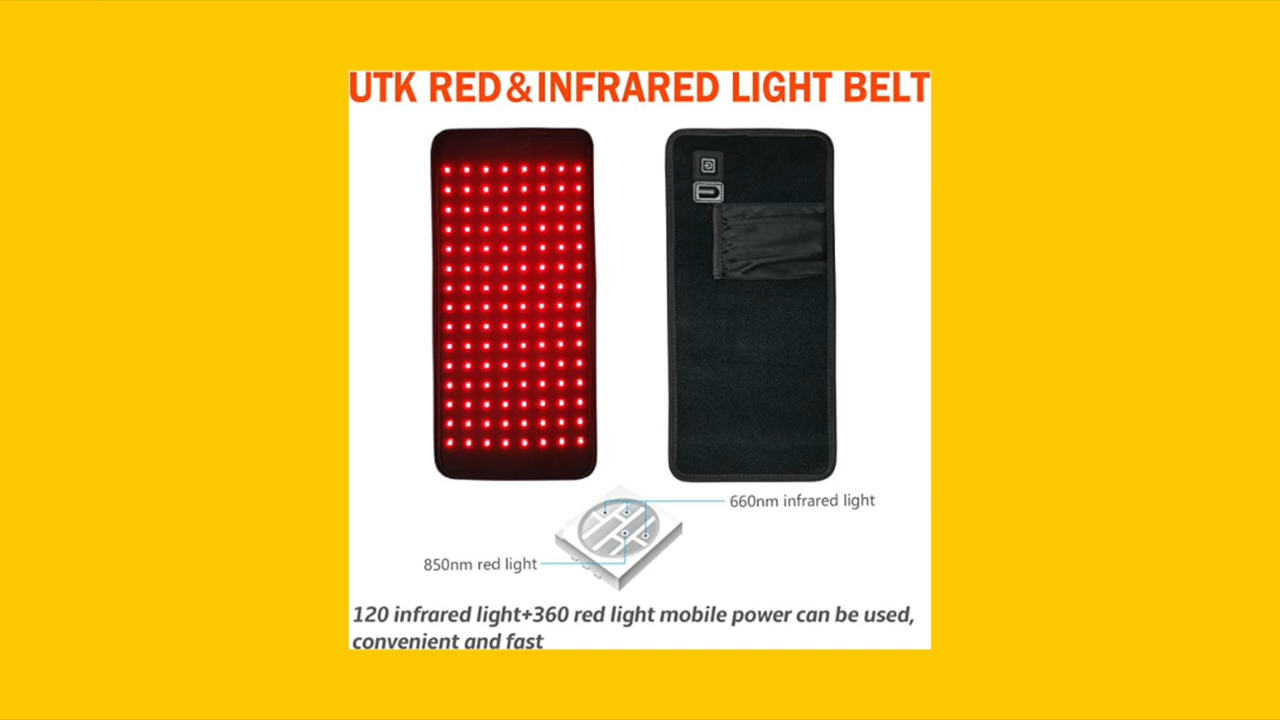 UTK RED&INFRARED LIGHT BELT
660nm infrared light
850nm red light
120 infrared light+360 red light mobile power can be used,
convenient and fast